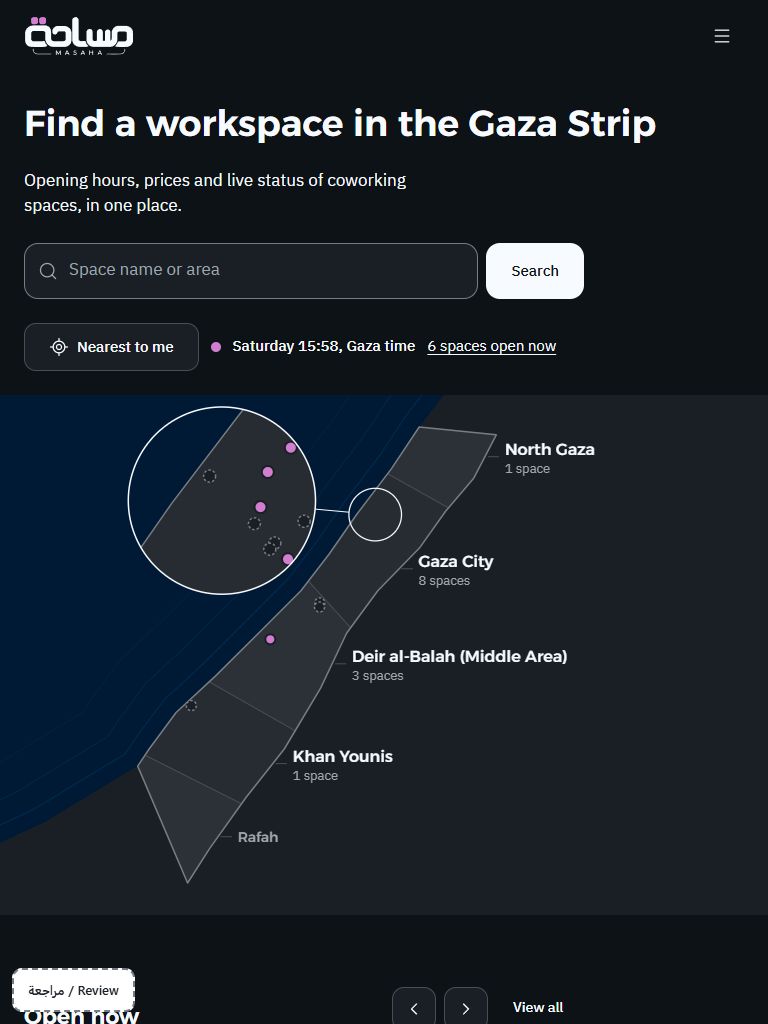 مساحة
MASAHA
Find a workspace in the Gaza Strip
Opening hours, prices and live status of coworking
spaces, in one place.
Space name or area
Search
Nearest to me
Saturday 15:58, Gaza time
6 spaces open now
North Gaza
1 space
Gaza City
8 spaces
Deir al-Balah (Middle Area)
3 spaces
Khan Younis
1 space
Rafah
مراجعة / Review
Open now
View all